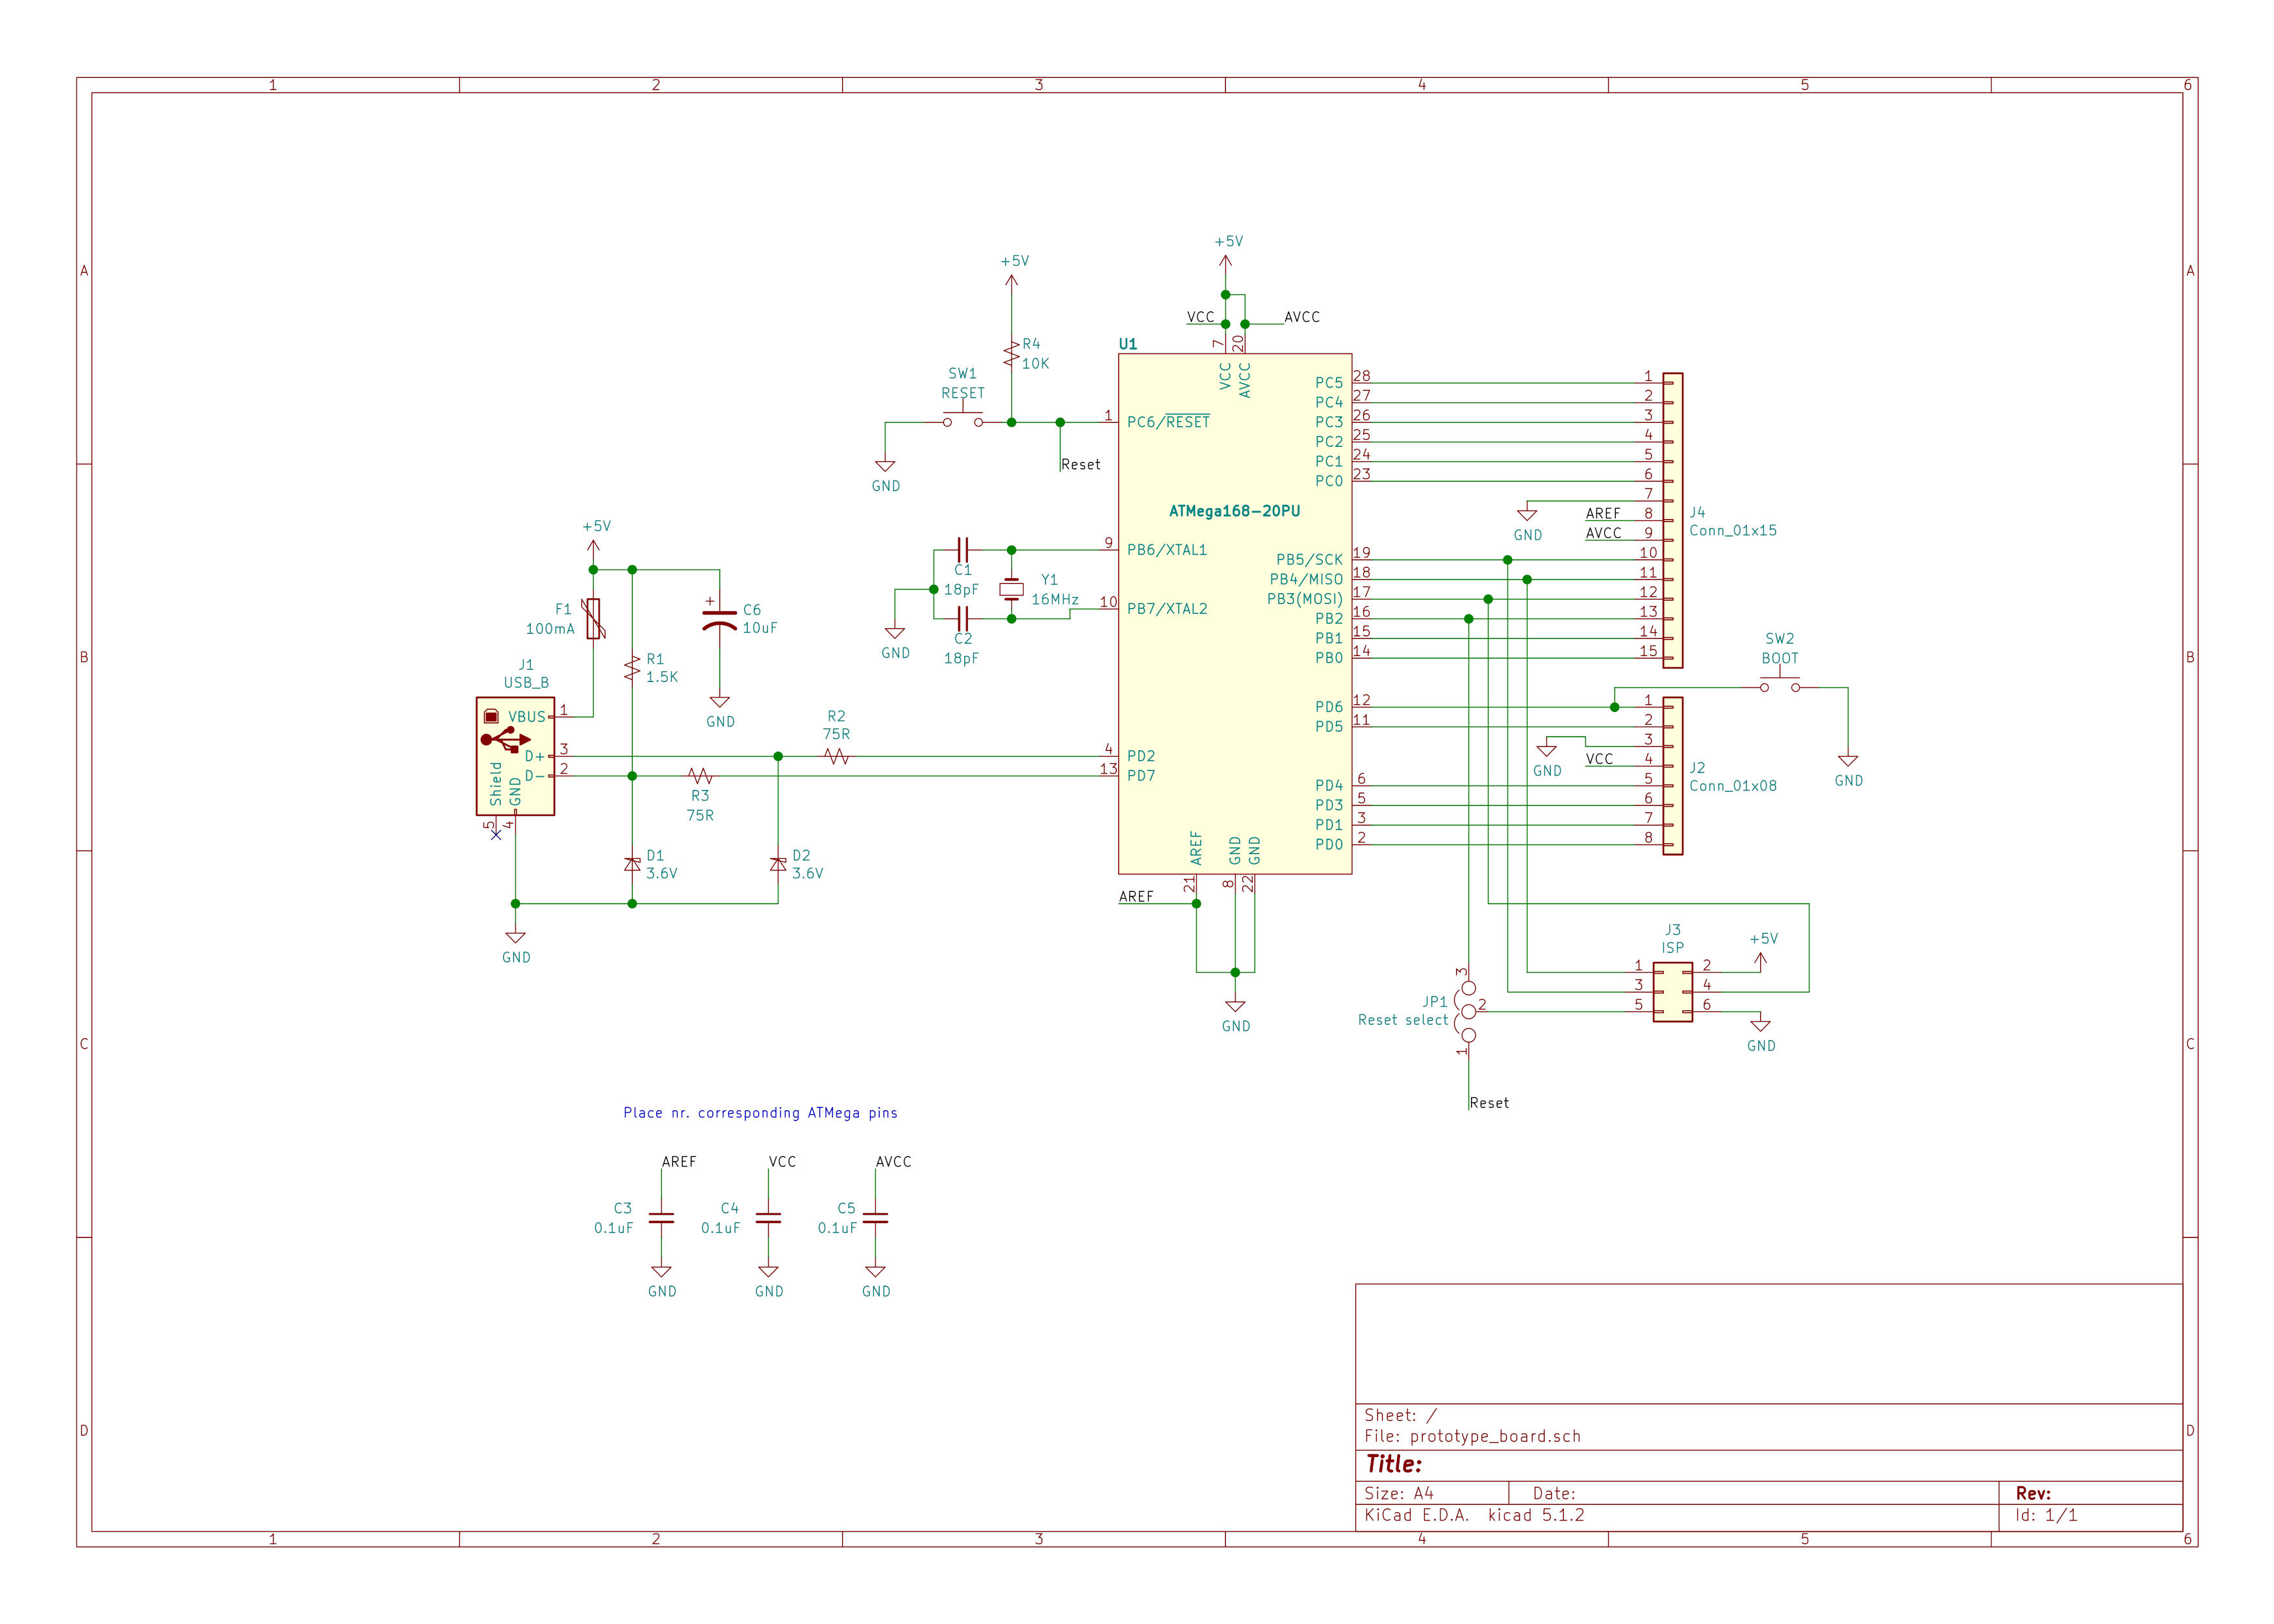 1 2 3 4 5 6
A A
B B
C C
D D
+5V
+5V
VCC
AVCC
R4
10K
SW1
RESET
GND
Reset
U1
ATMega168-20PU
7
VCC
20
AVCC
1
PC6/RESET
9
PB6/XTAL1
10
PB7/XTAL2
4
PD2
13
PD7
PC5 28
PC4 27
PC3 26
PC2 25
PC1 24
PC0 23
PB5/SCK 19
PB4/MISO 18
PB3(MOSI) 17
PB2 16
PB1 15
PB0 14
PD6 12
PD5 11
PD4 6
PD3 5
PD1 3
PD0 2
AREF
21
GND
8
GND
22
AREF
GND
C1
18pF
C2
18pF
Y1
16MHz
GND
+5V
F1
100mA
C6
+
10uF
GND
R1
1.5K
J1
USB_B
VBUS 1
D+ 3
D- 2
Shield
5
GND
4
R2
75R
R3
75R
D1
3.6V
D2
3.6V
GND
1
2
3
4
5
6
7
8
9
10
11
12
13
14
15
GND
AREF
AVCC
J4
Conn_01x15
SW2
BOOT
GND
1
2
3
4
5
6
7
8
GND
VCC
J2
Conn_01x08
J3
ISP
+5V
1 2
3 4
5 6
GND
JP1
Reset select
3
2
1
Reset
Place nr. corresponding ATMega pins
AREF
C3
0.1uF
GND
VCC
C4
0.1uF
GND
AVCC
C5
0.1uF
GND
Sheet: /
File: prototype_board.sch
Title:
Size: A4 Date: Rev:
KiCad E.D.A. kicad 5.1.2 Id: 1/1
1 2 3 4 5 6